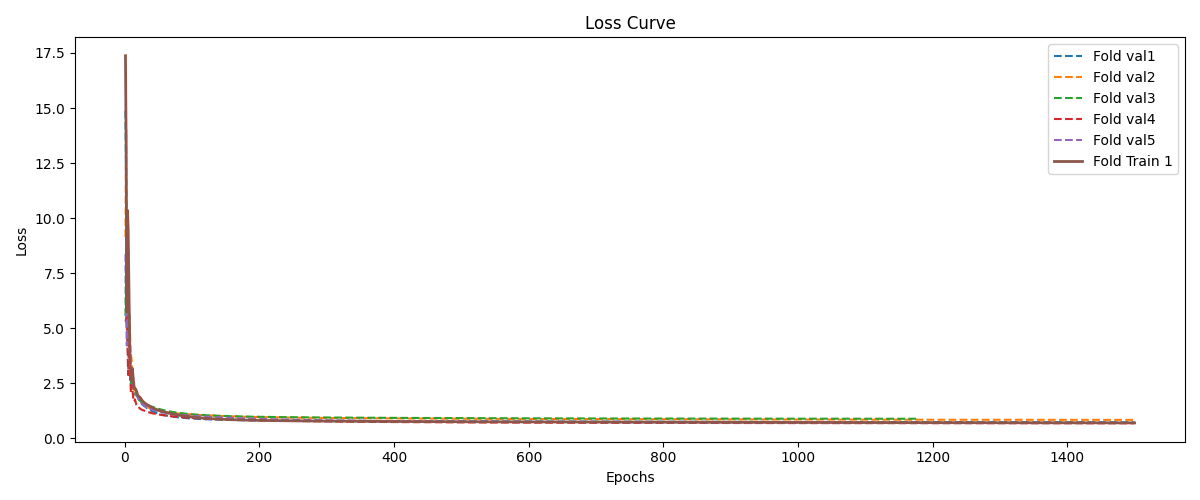 Loss Curve
17.5
15.0
12.5
10.0
7.5
5.0
2.5
0.0
Loss
0 200 400 600 800 1000 1200 1400
Epochs
Fold val1
Fold val2
Fold val3
Fold val4
Fold val5
Fold Train 1